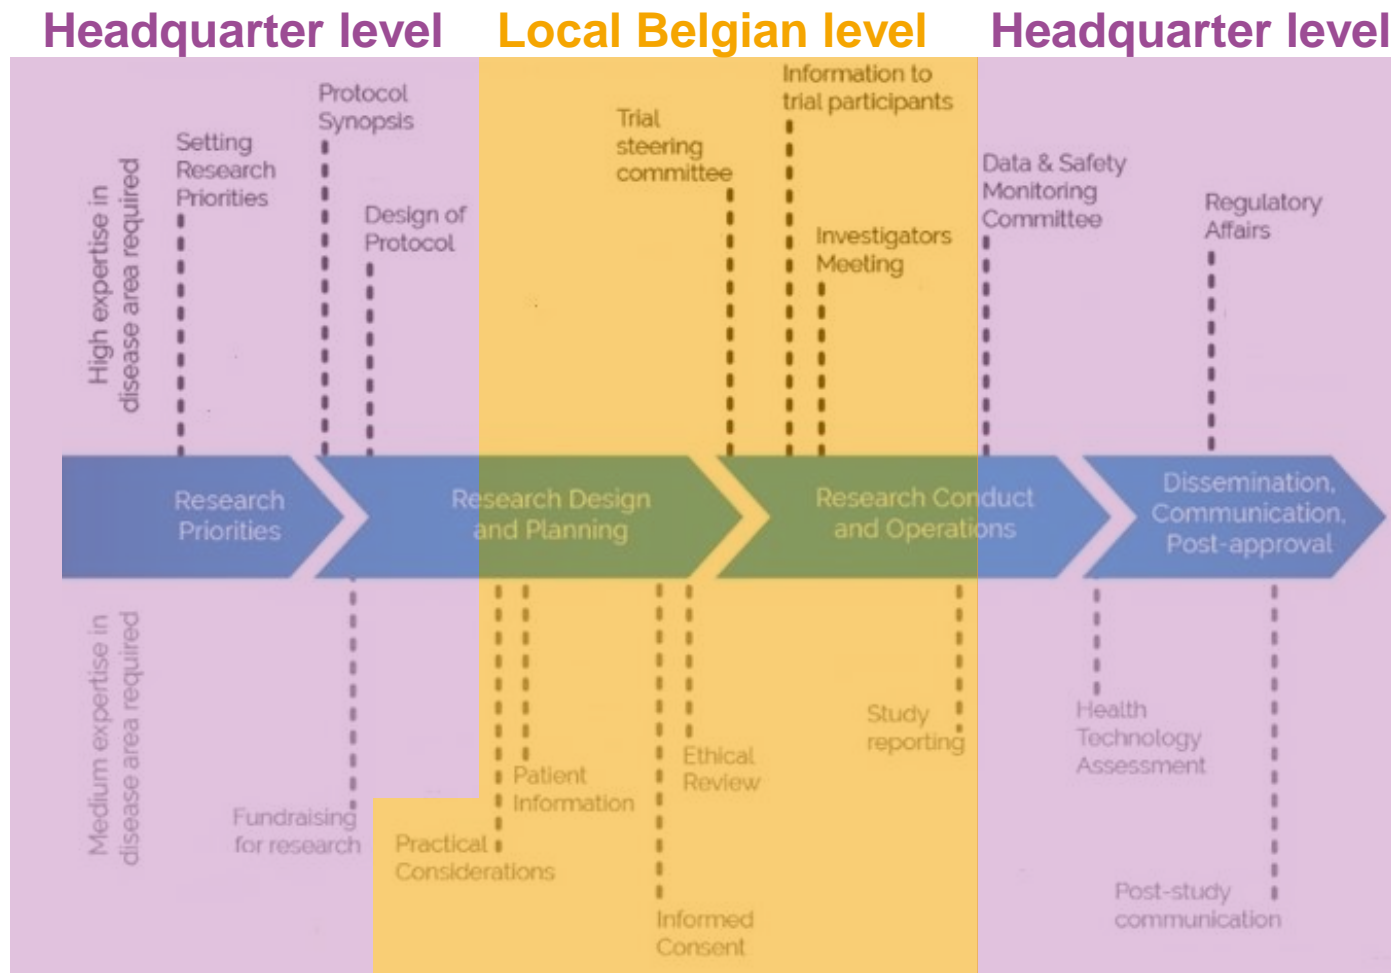 Headquarter level
Local Belgian level
Headquarter level
High expertise in
disease area required
Setting
Research
Priorities
Protocol
Synopsis
Design of
Protocol
Trial
steering
committee
Information to
trial participants
Investigators
Meeting
Data & Safety
Monitoring
Committee
Regulatory
Affairs
Research
Priorities
Research Design
and Planning
Research Conduct
and Operations
Dissemination,
Communication,
Post-approval
Medium expertise in
disease area required
Fundraising
for research
Practical
Considerations
Patient
Information
Informed
Consent
Ethical
Review
Study
reporting
Health
Technology
Assessment
Post-study
communication